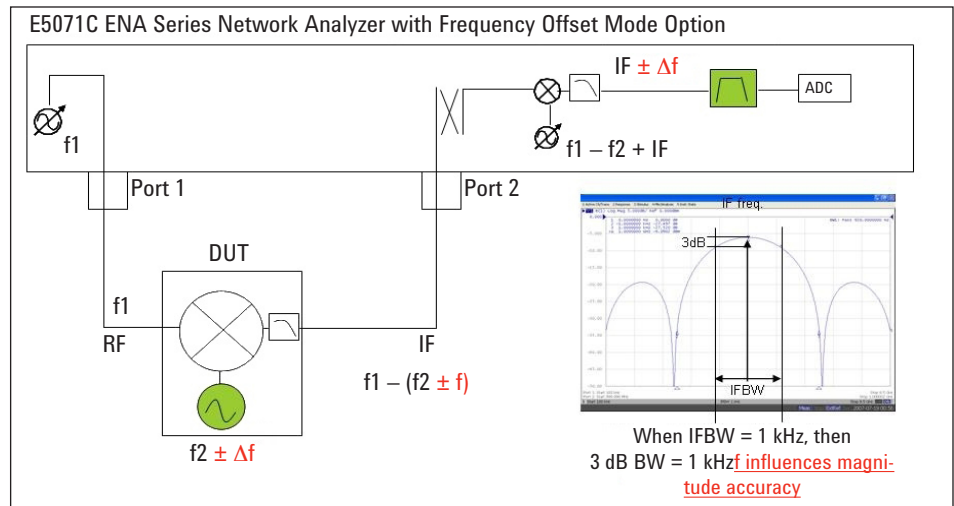 E5071C ENA Series Network Analyzer with Frequency Offset Mode Option
IF ± Δf
ADC
f1
f1 – f2 + IF
Port 1
Port 2
IF freq.
3dB
IFBW
DUT
f1
RF
IF
f1 – (f2 ± f)
f2 ± Δf
When IFBW = 1 kHz, then
3 dB BW = 1 kHzf influences magni-
tude accuracy